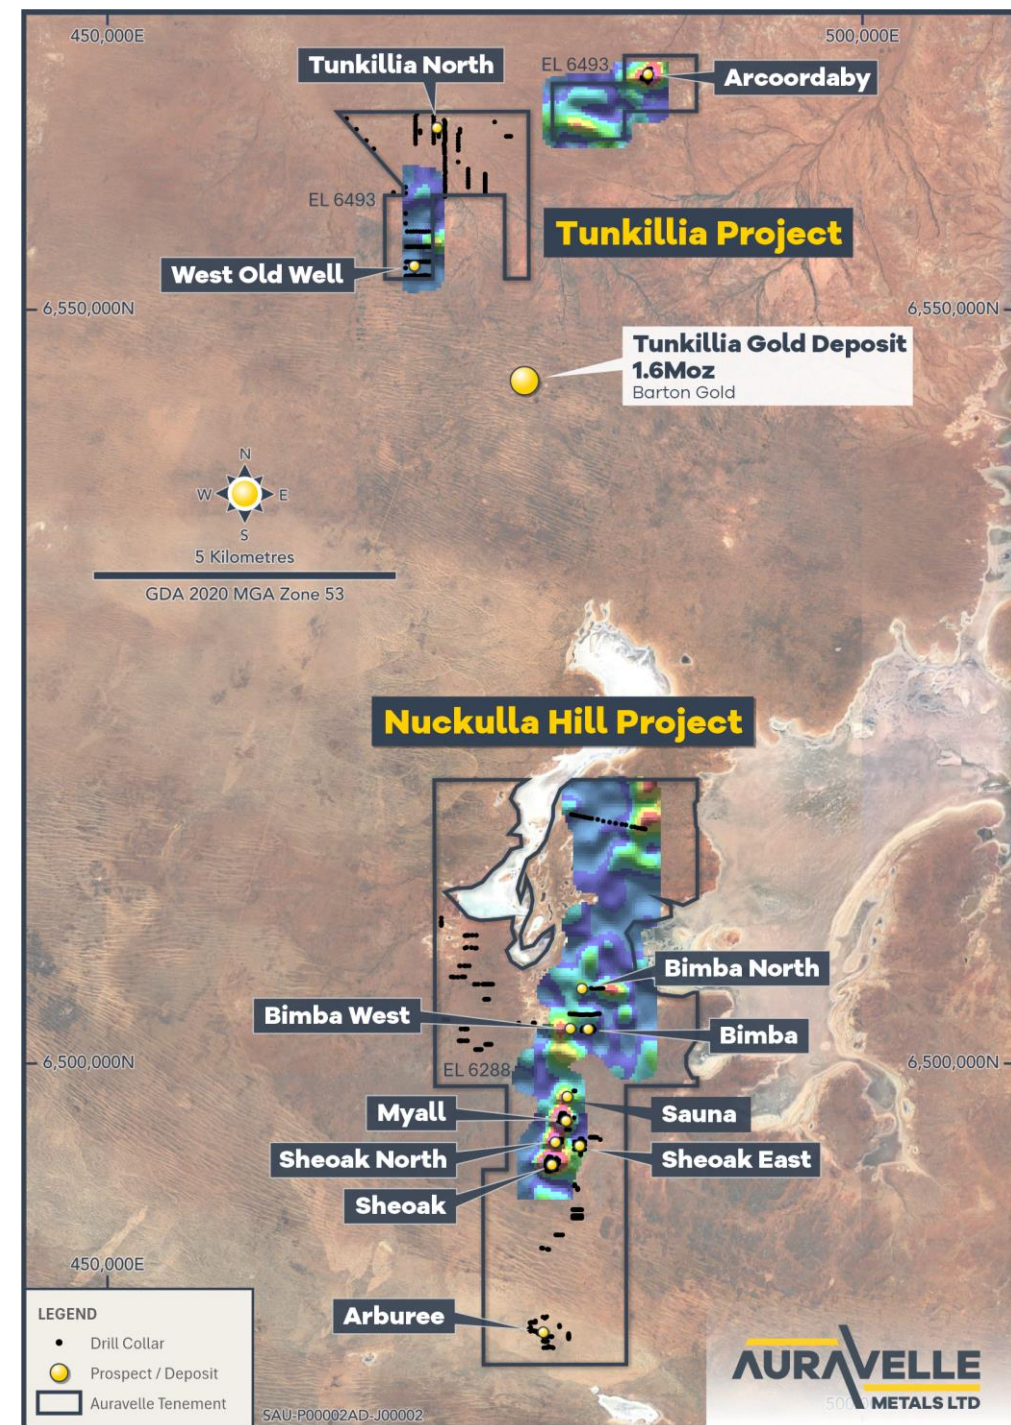 450,000E
500,000E
Tunkillia North
EL 6493
Arcoordaby
EL 6493
Tunkillia Project
West Old Well
6,550,000N
6,550,000N
Tunkillia Gold Deposit
1.6Moz
Barton Gold
N
W
E
S
5 Kilometres
GDA 2020 MGA Zone 53
Nuckulla Hill Project
Bimba North
Bimba West
Bimba
6,500,000N
6,500,000N
EL 6288
Myall
Sauna
Sheoak North
Sheoak East
Sheoak
450,000E
Arburee
LEGEND
Drill Collar
Prospect / Deposit
Auravelle Tenement
SAU-P00002AD-J00002
AURAVELLE
METALS LTD